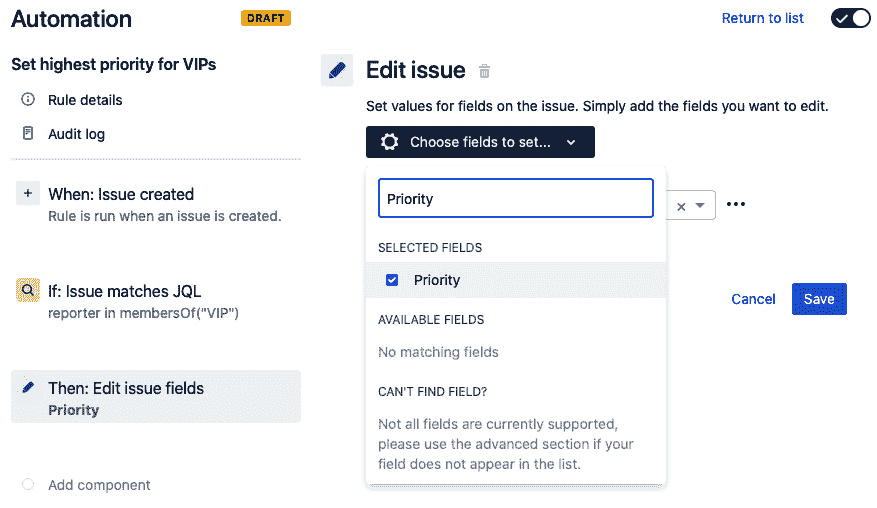 Automation
DRAFT
Return to list
Set highest priority for VIPs
Rule details
Audit log
When: Issue created
Rule is run when an issue is created.
If: Issue matches JQL
reporter in membersOf("VIP")
Then: Edit issue fields
Priority
Add component
Edit issue
Set values for fields on the issue. Simply add the fields you want to edit.
Choose fields to set...
Priority
SELECTED FIELDS
Priority
AVAILABLE FIELDS
No matching fields
CAN'T FIND FIELD?
Not all fields are currently supported,
please use the advanced section if your
field does not appear in the list.
Cancel
Save